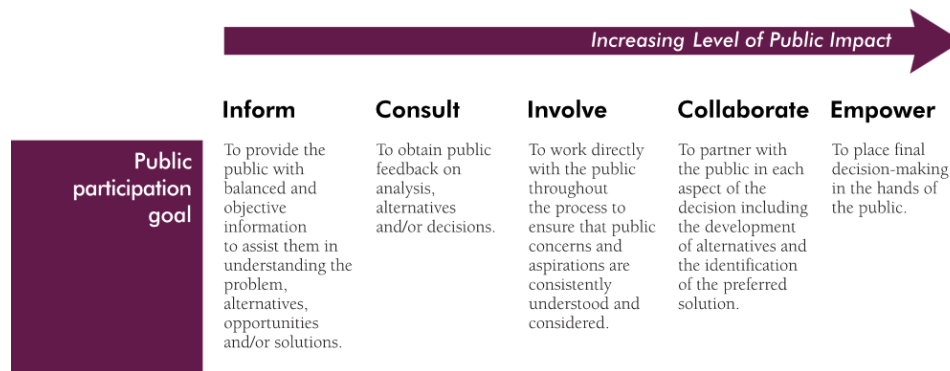 Increasing Level of Public Impact
Inform
Consult
Involve
Collaborate
Empower
Public
participation
goal
To provide the
public with
balanced and
objective
information
to assist them in
understanding the
problem,
alternatives,
opportunities
and/or solutions.
To obtain public
feedback on
analysis,
alternatives
and/or decisions.
To work directly
with the public
throughout
the process to
ensure that public
concerns and
aspirations are
consistently
understood and
considered.
To partner with
the public in each
aspect of the
decision including
the development
of alternatives and
the identification
of the preferred
solution.
To place final
decision-making
in the hands of
the public.